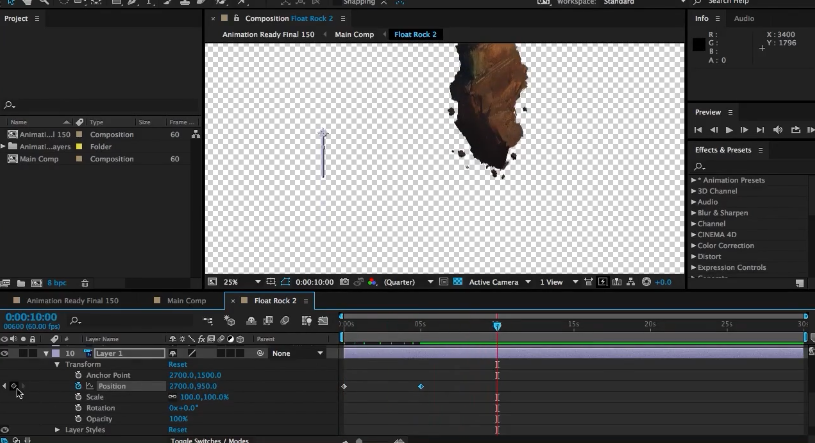 Snapping
Workspace:
Standard
Search Help
Project
Composition Float Rock 2
Info
Audio
Animation Ready Final 150
Main Comp
Float Rock 2
R :
G :
B :
A : 0
X : 3400
Y : 1796
Preview
Effects & Presets
* Animation Presets
3D Channel
Audio
Blur & Sharpen
CINEMA 4D
Color Correction
Distort
Expression Controls
Name
Type
Size
Frame ...
Animati...l 150
Composition
60
Animati...ayers
Folder
Main Comp
Composition
60
8 bpc
25%
0:00:10:00
(Quarter)
Active Camera
1 View
+0.0
Animation Ready Final 150
Main Comp
Float Rock 2
0:00:10:00
00600 (60.00 fps)
05s
15s
20s
25s
#
Layer Name
Parent
10
Layer 1
None
Transform
Reset
Anchor Point
2700.0,1500.0
Position
2700.0,950.0
Scale
100.0,100.0%
Rotation
0x+0.0°
Opacity
100%
Layer Styles
Reset
Toggle Switches / Modes